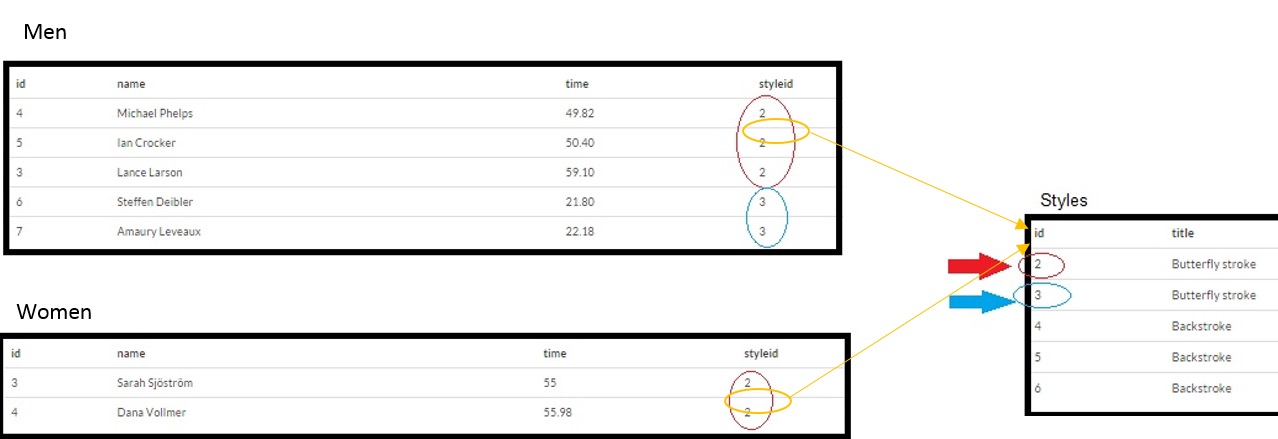 Men
id name time styleid
4 Michael Phelps 49.82 2
5 Ian Crocker 50.40 2
3 Lance Larson 59.10 2
6 Steffen Deibler 21.80 3
7 Amaury Leveaux 22.18 3
Styles
id title
2 Butterfly stroke
3 Butterfly stroke
4 Backstroke
5 Backstroke
6 Backstroke
Women
id name time styleid
3 Sarah Sjöström 55 2
4 Dana Vollmer 55.98 2